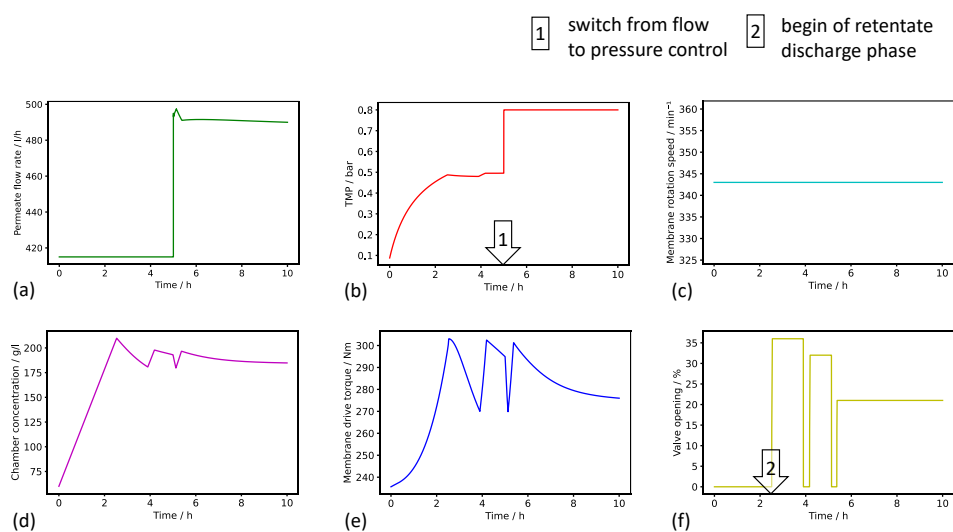 1 switch from flow to pressure control
2 begin of retentate discharge phase
500
480
460
440
420
Permeate flow rate / l/h
0 2 4 6 8 10
Time / h
(a)
0.8
0.7
0.6
0.5
0.4
0.3
0.2
0.1
TMP / bar
1
0 2 4 6 8 10
Time / h
(b)
360
355
350
345
340
335
330
325
Membrane rotation speed / min⁻¹
0 2 4 6 8 10
Time / h
(c)
200
175
150
125
100
75
Chamber concentration / g/l
0 2 4 6 8 10
Time / h
(d)
300
290
280
270
260
250
240
Membrane drive torque / Nm
0 2 4 6 8 10
Time / h
(e)
35
30
25
20
15
10
5
0
Valve opening / %
2
0 2 4 6 8 10
Time / h
(f)